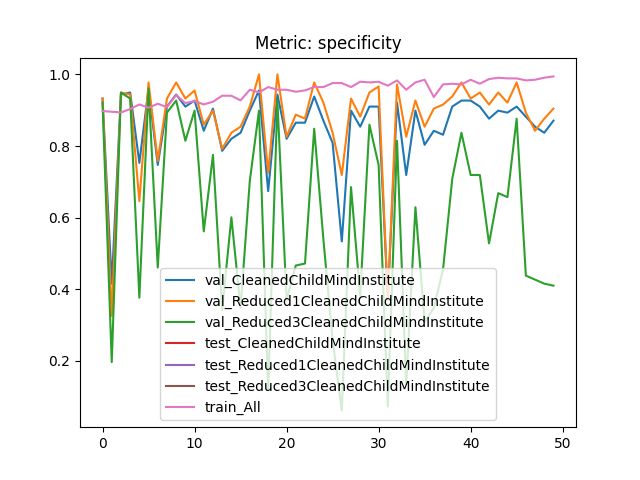 Metric: specificity
1.0
0.8
0.6
0.4
0.2
0
10
20
30
40
50
val_CleanedChildMindInstitute
val_Reduced1CleanedChildMindInstitute
val_Reduced3CleanedChildMindInstitute
test_CleanedChildMindInstitute
test_Reduced1CleanedChildMindInstitute
test_Reduced3CleanedChildMindInstitute
train_All